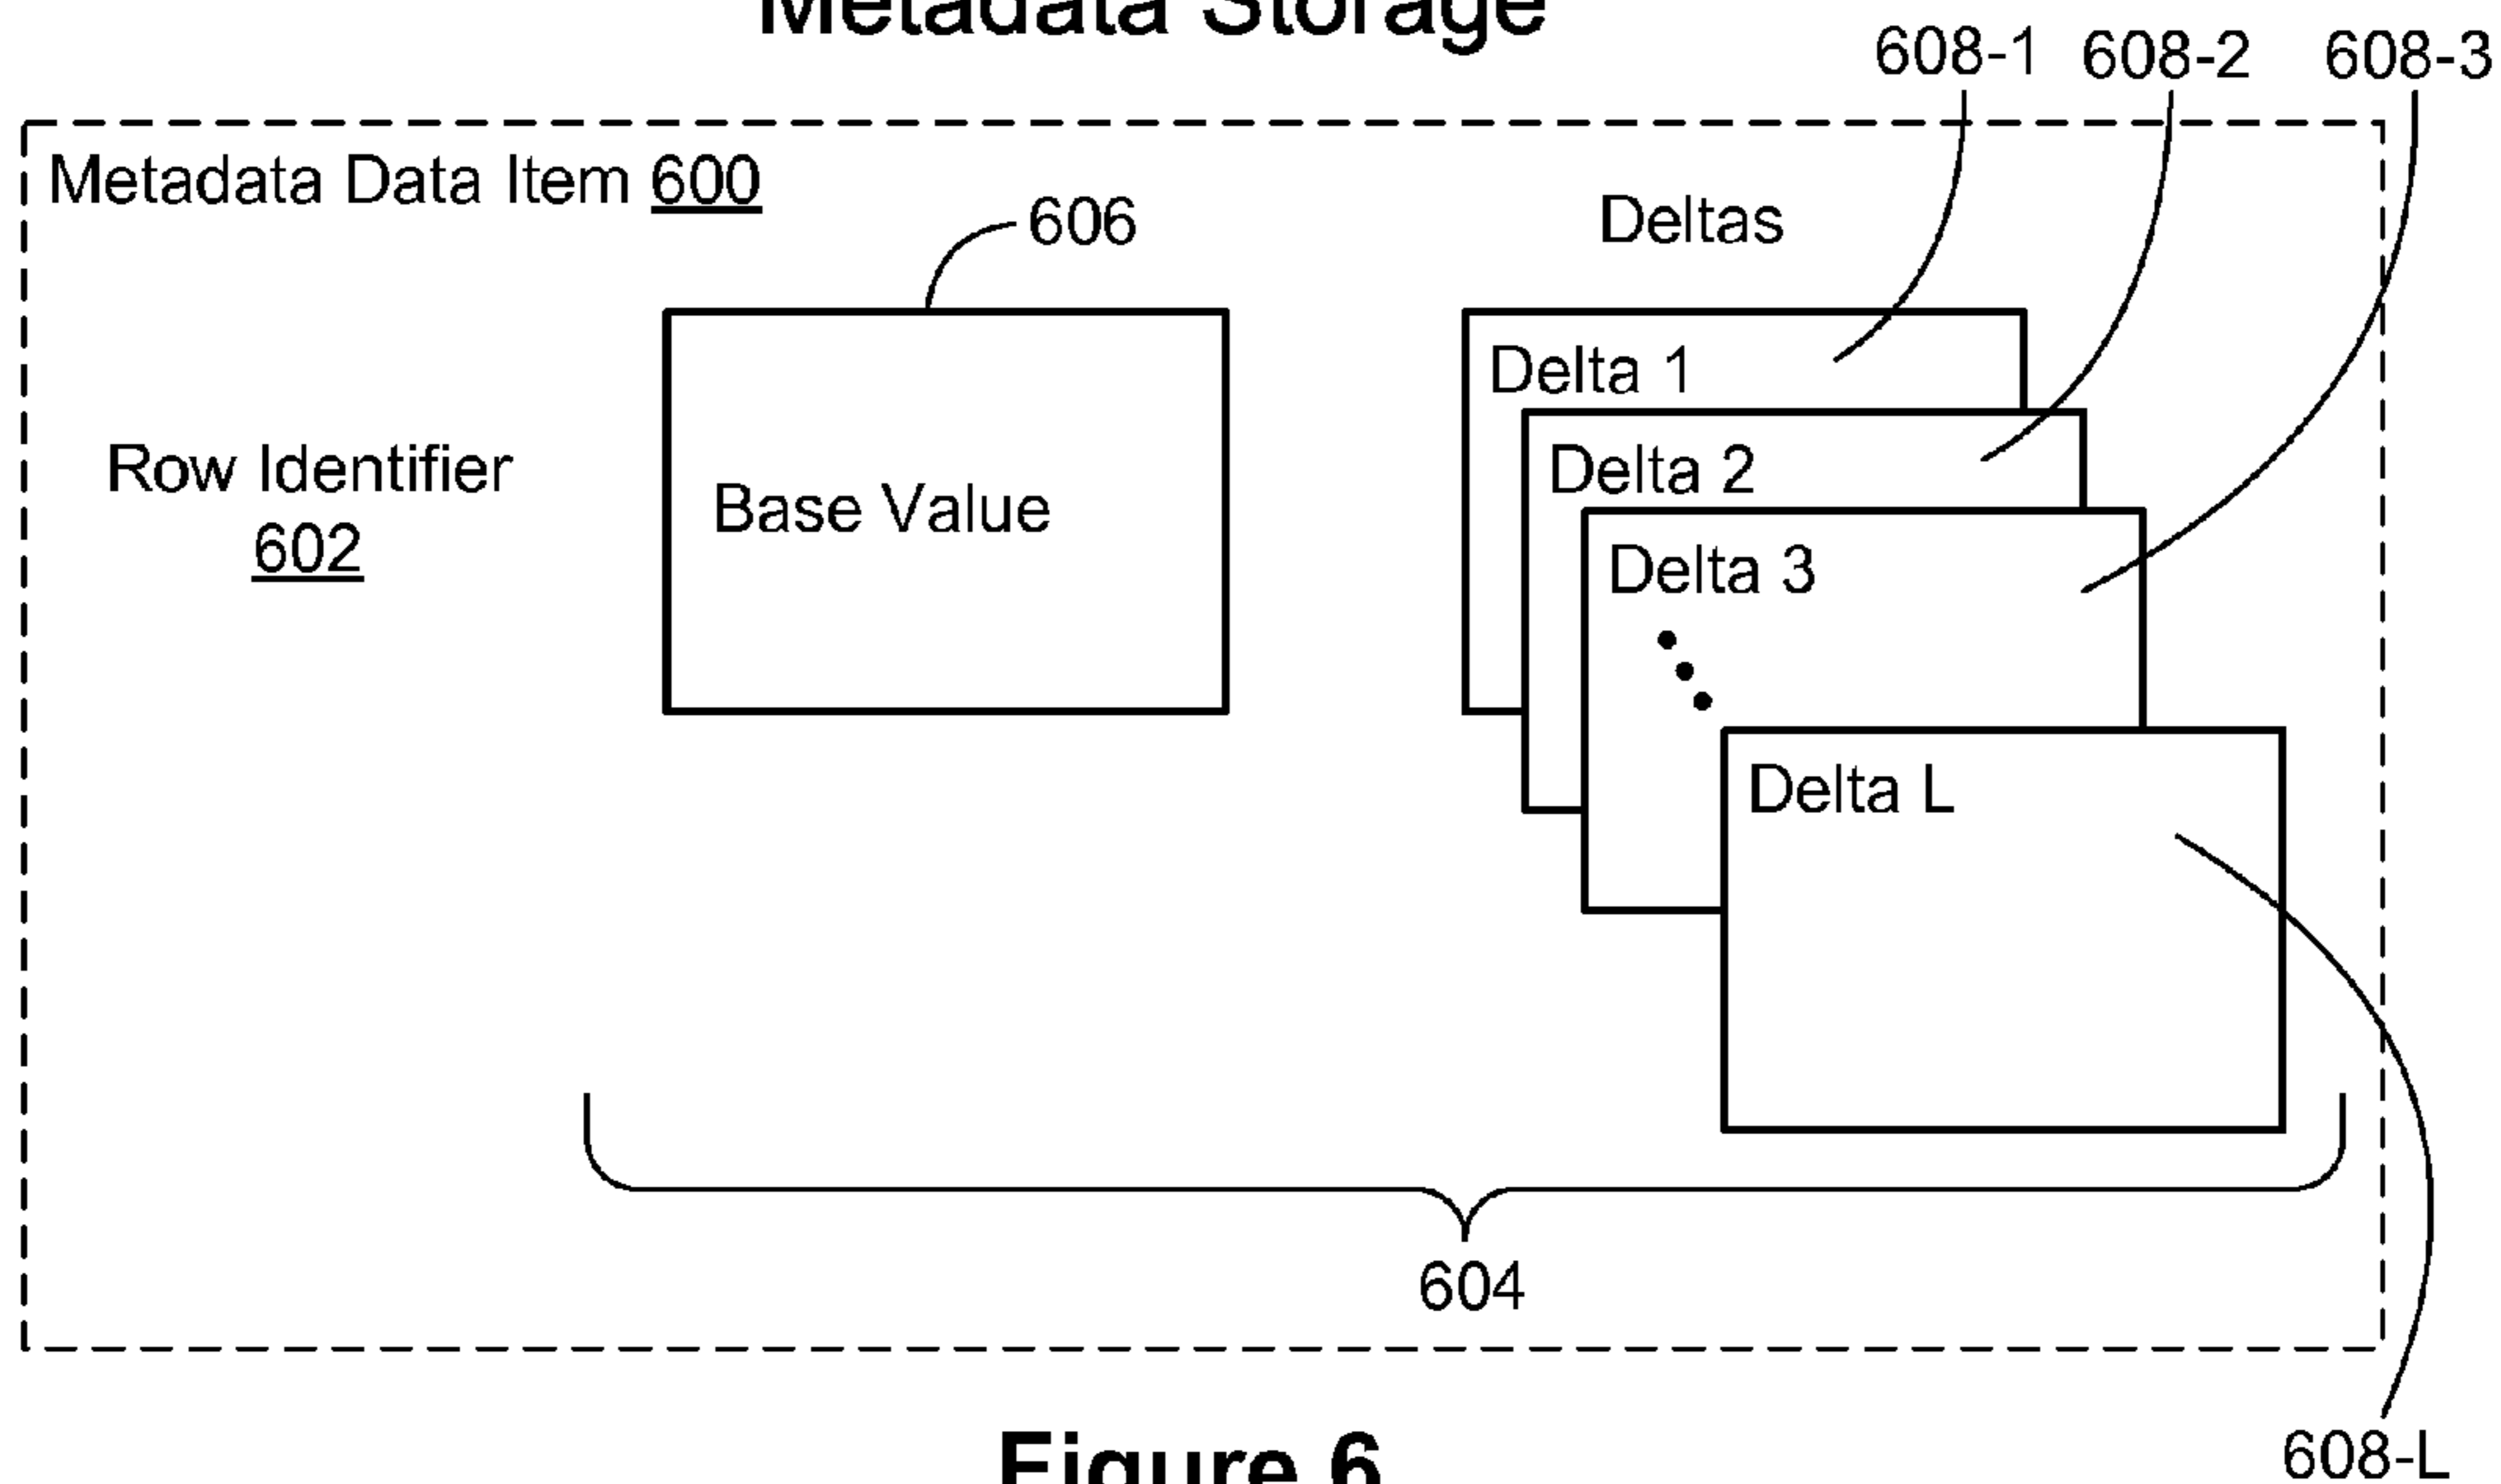 Metadata Storage
608-1 608-2 608-3
Metadata Data Item 600
606
Deltas
Delta 1
Row Identifier
602
Base Value
Delta 2
Delta 3
Delta L
604
608-L
Figure 6